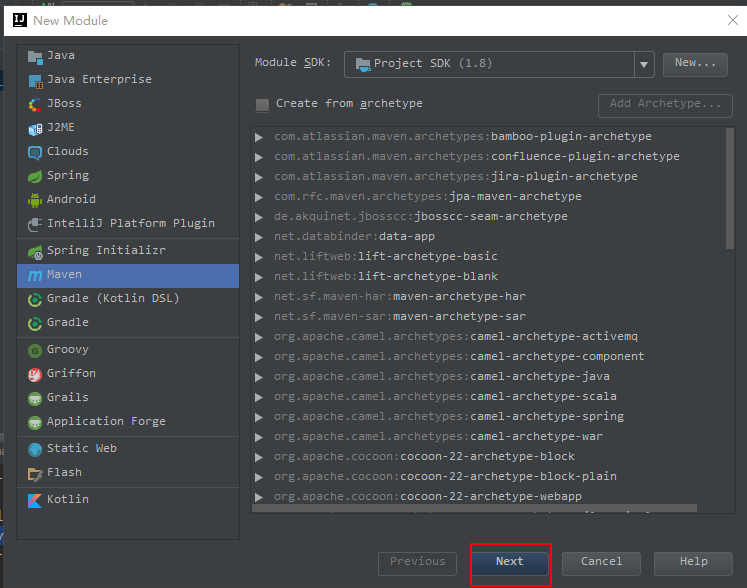 New Module
Java
Java Enterprise
JBoss
J2ME
Clouds
Spring
Android
IntelliJ Platform Plugin
Spring Initializr
Maven
Gradle (Kotlin DSL)
Gradle
Groovy
Griffon
Grails
Application Forge
Static Web
Flash
Kotlin
Module SDK: Project SDK (1.8) New...
Create from archetype Add Archetype...
com.atlassian.maven.archetypes:bamboo-plugin-archetype
com.atlassian.maven.archetypes:confluence-plugin-archetype
com.atlassian.maven.archetypes:jira-plugin-archetype
com.rfc.maven.archetypes:jpa-maven-archetype
de.akquinet.jbosscc:jbosscc-seam-archetype
net.databinder:data-app
net.liftweb:lift-archetype-basic
net.liftweb:lift-archetype-blank
net.sf.maven-har:maven-archetype-har
net.sf.maven-sar:maven-archetype-sar
org.apache.camel.archetypes:camel-archetype-activemq
org.apache.camel.archetypes:camel-archetype-component
org.apache.camel.archetypes:camel-archetype-java
org.apache.camel.archetypes:camel-archetype-scala
org.apache.camel.archetypes:camel-archetype-spring
org.apache.camel.archetypes:camel-archetype-war
org.apache.cocoon:cocoon-22-archetype-block
org.apache.cocoon:cocoon-22-archetype-block-plain
org.apache.cocoon:cocoon-22-archetype-webapp
Previous Next Cancel Help